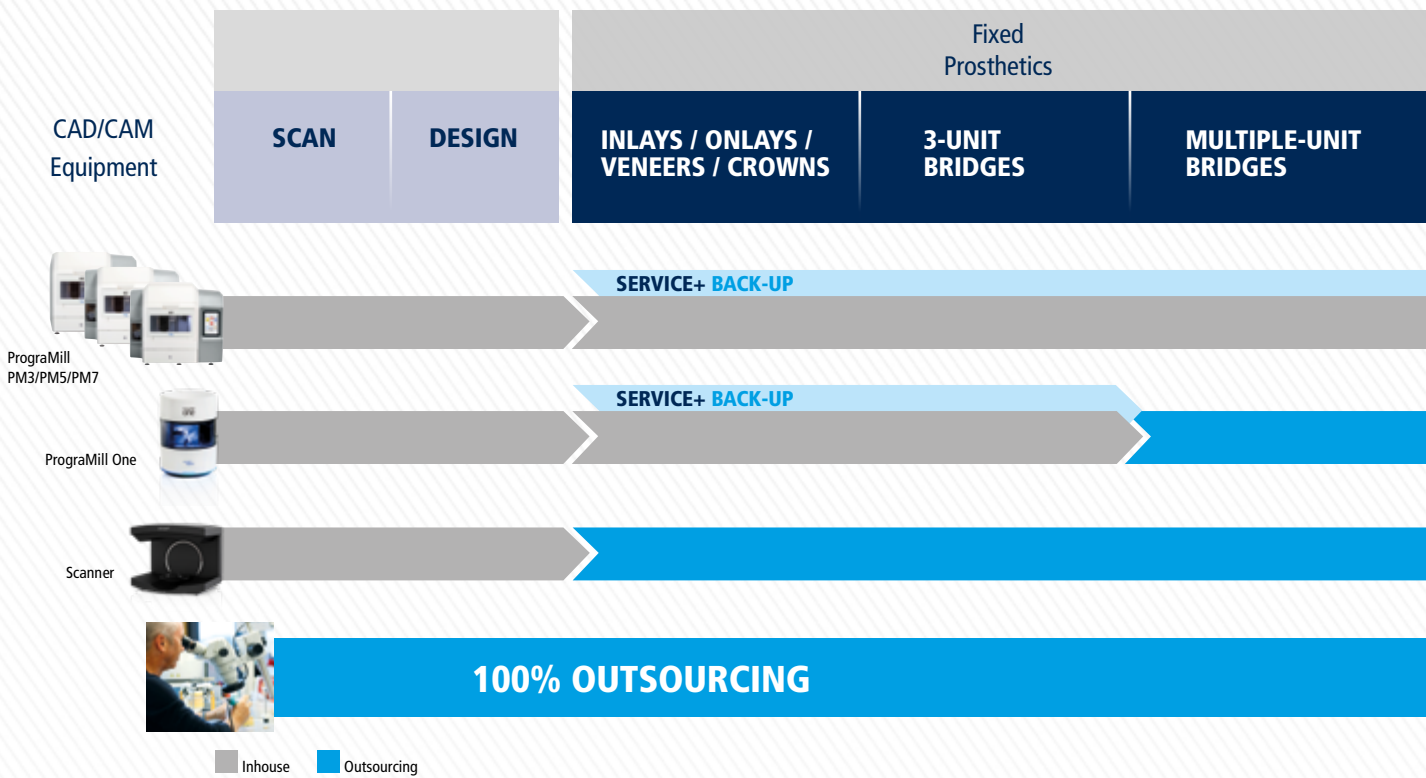 Fixed
Prosthetics
CAD/CAM
Equipment
SCAN
DESIGN
INLAYS / ONLAYS /
VENEERS / CROWNS
3-UNIT
BRIDGES
MULTIPLE-UNIT
BRIDGES
SERVICE+ BACK-UP
PrograMill
PM3/PM5/PM7
SERVICE+ BACK-UP
PrograMill One
Scanner
100% OUTSOURCING
Inhouse
Outsourcing